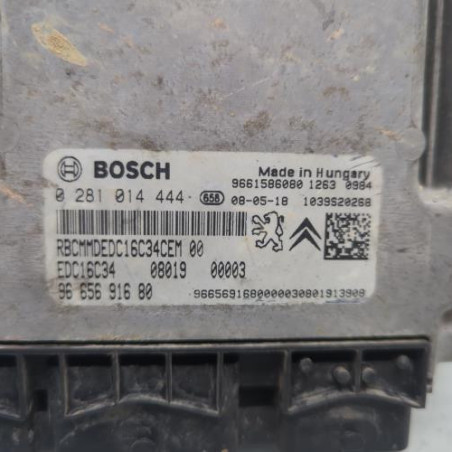 BOSCH
Made in Hungary
9661586080 1263 0984
0 281 014 444 656 08-05-18 1039S20268
RBCMMDEDC16C34CEM 00
EDC16C34 08019 00003
96 656 916 80 9665691680000030801913908